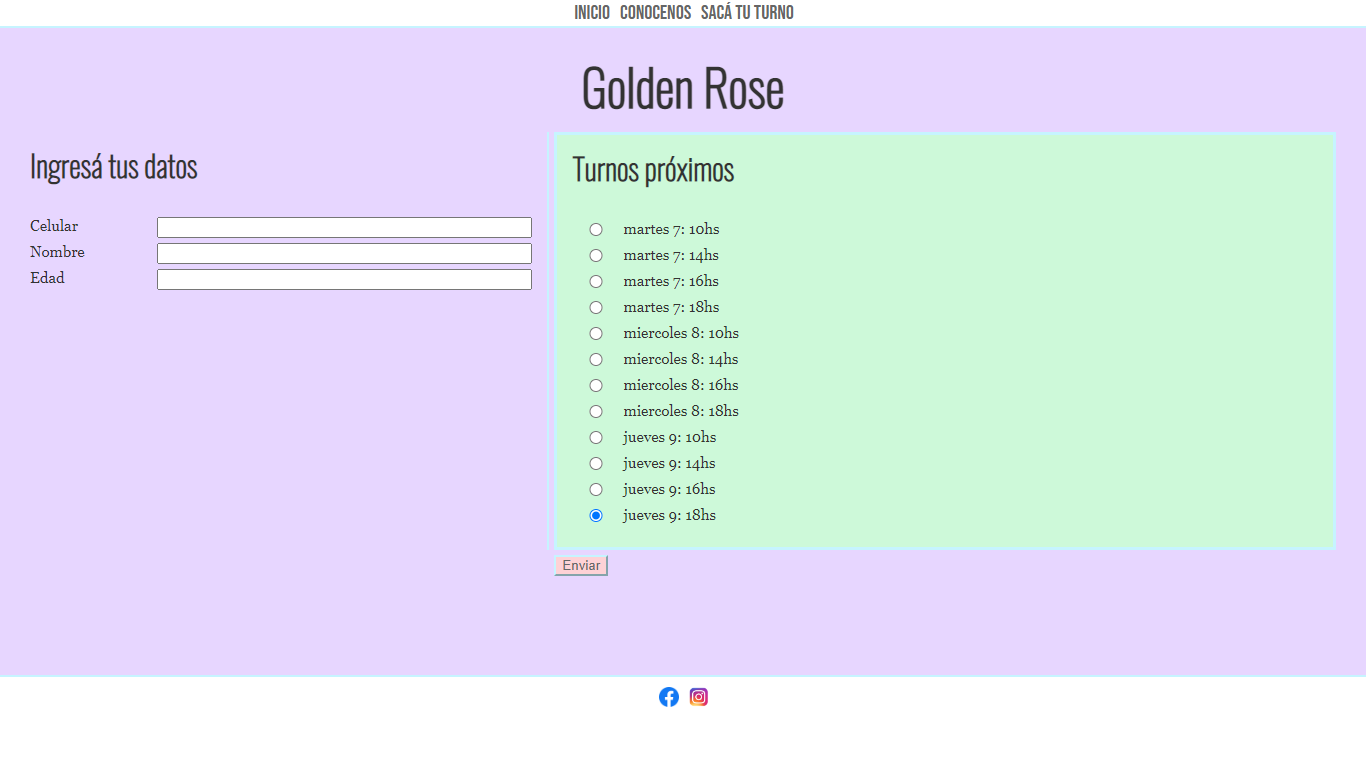 INICIO CONOCENOS SACÁ TU TURNO
Golden Rose
Ingresá tus datos
Celular
Nombre
Edad
Turnos próximos
martes 7: 10hs
martes 7: 14hs
martes 7: 16hs
martes 7: 18hs
miercoles 8: 10hs
miercoles 8: 14hs
miercoles 8: 16hs
miercoles 8: 18hs
jueves 9: 10hs
jueves 9: 14hs
jueves 9: 16hs
jueves 9: 18hs
Enviar